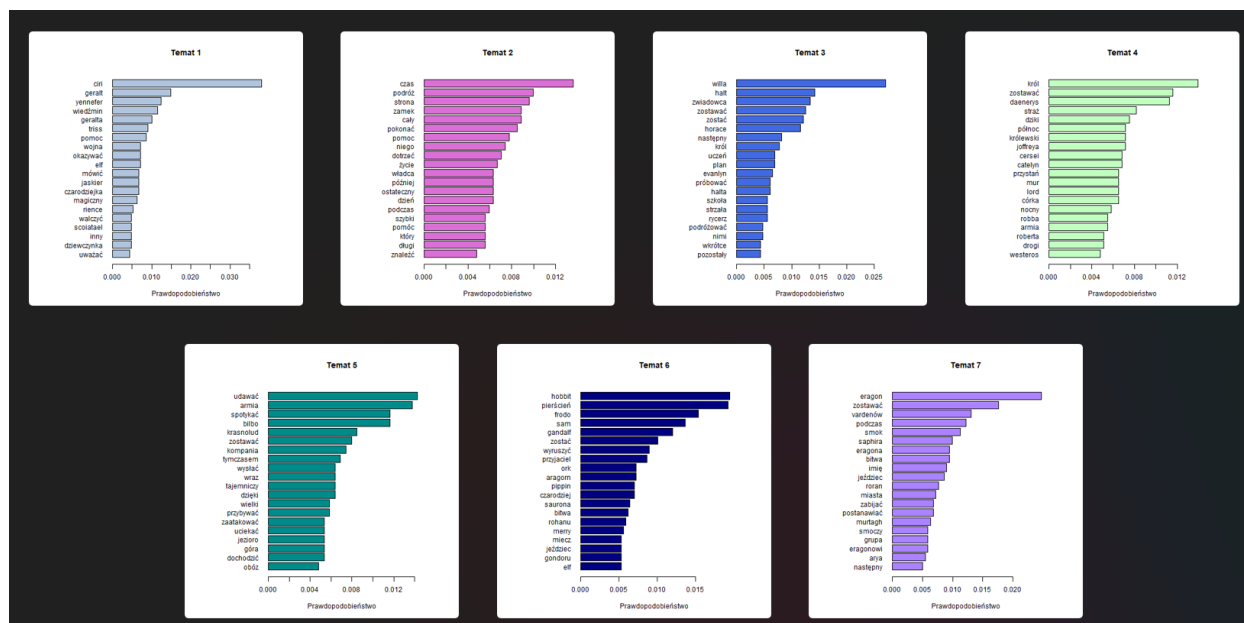 Temat 1
ciri
geralt
yennefer
wiedźmin
geralta
triss
pomoc
wojna
okazywać
elf
mówić
jaskier
czarodziejka
magiczny
rience
walczyć
scoiatael
inny
dziewczynka
uważać
0.000 0.010 0.020 0.030
Prawdopodobieństwo
Temat 2
czas
podróż
strona
zamek
cały
pokonać
pomoc
niego
dotrzeć
życie
władca
później
ostateczny
dzień
podczas
szybki
pomóc
który
długi
znaleźć
0.000 0.004 0.008 0.012
Prawdopodobieństwo
Temat 3
willa
halt
zwiadowca
zostawać
zostać
horace
następny
król
uczeń
plan
evanlyn
próbować
halta
szkoła
strzała
rycerz
podróżować
nimi
wkrótce
pozostały
0.000 0.005 0.010 0.015 0.020 0.025
Prawdopodobieństwo
Temat 4
król
zostawać
daenerys
straż
dziki
północ
królewski
joffreya
cersei
catelyn
przystań
mur
lord
córka
nocny
robba
armia
roberta
drogi
westeros
0.000 0.004 0.008 0.012
Prawdopodobieństwo
Temat 5
udawać
armia
spotykać
bilbo
krasnolud
zostawać
kompania
tymczasem
wysłać
wraz
tajemniczy
dzięki
wielki
przybywać
zaatakować
uciekać
jezioro
góra
dochodzić
obóz
0.000 0.004 0.008 0.012
Prawdopodobieństwo
Temat 6
hobbit
pierścień
frodo
sam
gandalf
zostać
wyruszyć
przyjaciel
ork
aragorn
pippin
czarodziej
saurona
bitwa
rohanu
merry
miecz
jeździec
gondoru
elf
0.000 0.005 0.010 0.015
Prawdopodobieństwo
Temat 7
eragon
zostawać
vardenów
podczas
smok
saphira
eragona
bitwa
imię
jeździec
roran
miasta
zabijać
postanawiać
murtagh
smoczy
grupa
eragonowi
arya
następny
0.000 0.005 0.010 0.015 0.020
Prawdopodobieństwo